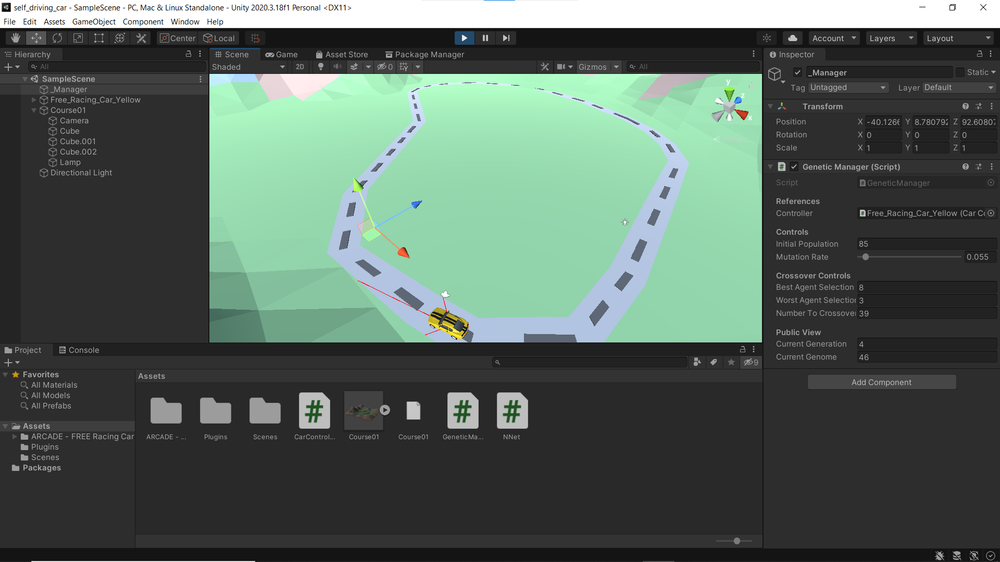 self_driving_car - SampleScene - PC, Mac & Linux Standalone - Unity 2020.3.18f1 Personal <DX11>
File Edit Assets GameObject Component Window Help
Center Local Account Layers Layout
Hierarchy
All
SampleScene
_Manager
Free_Racing_Car_Yellow
Course01
Camera
Cube
Cube.001
Cube.002
Lamp
Directional Light
Scene Game Asset Store Package Manager
Shaded 2D 0 Gizmos All
y
z
x
Inspector
_Manager Static
Tag Untagged Layer Default
Transform
Position X -40.1266 Y 8.780792 Z 92.60807
Rotation X 0 Y 0 Z 0
Scale X 1 Y 1 Z 1
Genetic Manager (Script)
Script GeneticManager
References
Controller Free_Racing_Car_Yellow (Car Co
Controls
Initial Population 85
Mutation Rate 0.055
Crossover Controls
Best Agent Selection 8
Worst Agent Selection 3
Number To Crossover 39
Public View
Current Generation 4
Current Genome 46
Add Component
Project Console
9
Favorites
All Materials
All Models
All Prefabs
Assets
ARCADE - FREE Racing Car
Plugins
Scenes
Packages
Assets
ARCADE - ... Plugins Scenes CarControl... Course01 Course01 GeneticMa... NNet